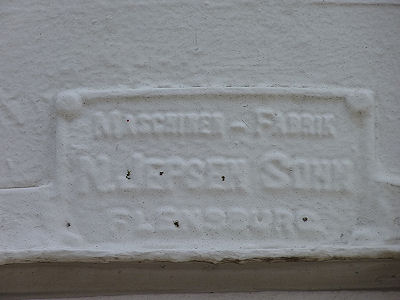 Maschinen-Fabrik
N. Jepsen Sohn
Flensburg